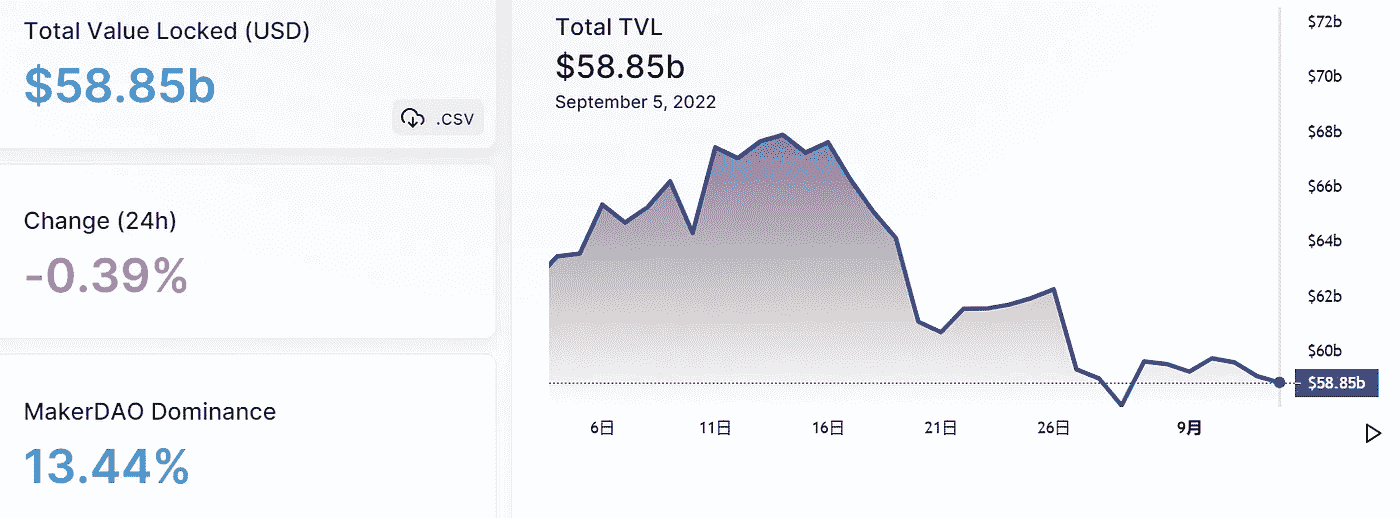 Total Value Locked (USD)
$58.85b
.CSV
Change (24h)
-0.39%
MakerDAO Dominance
13.44%
Total TVL
$58.85b
September 5, 2022
$72b
$70b
$68b
$66b
$64b
$62b
$60b
$58.85b
6日 11日 16日 21日 26日 9月